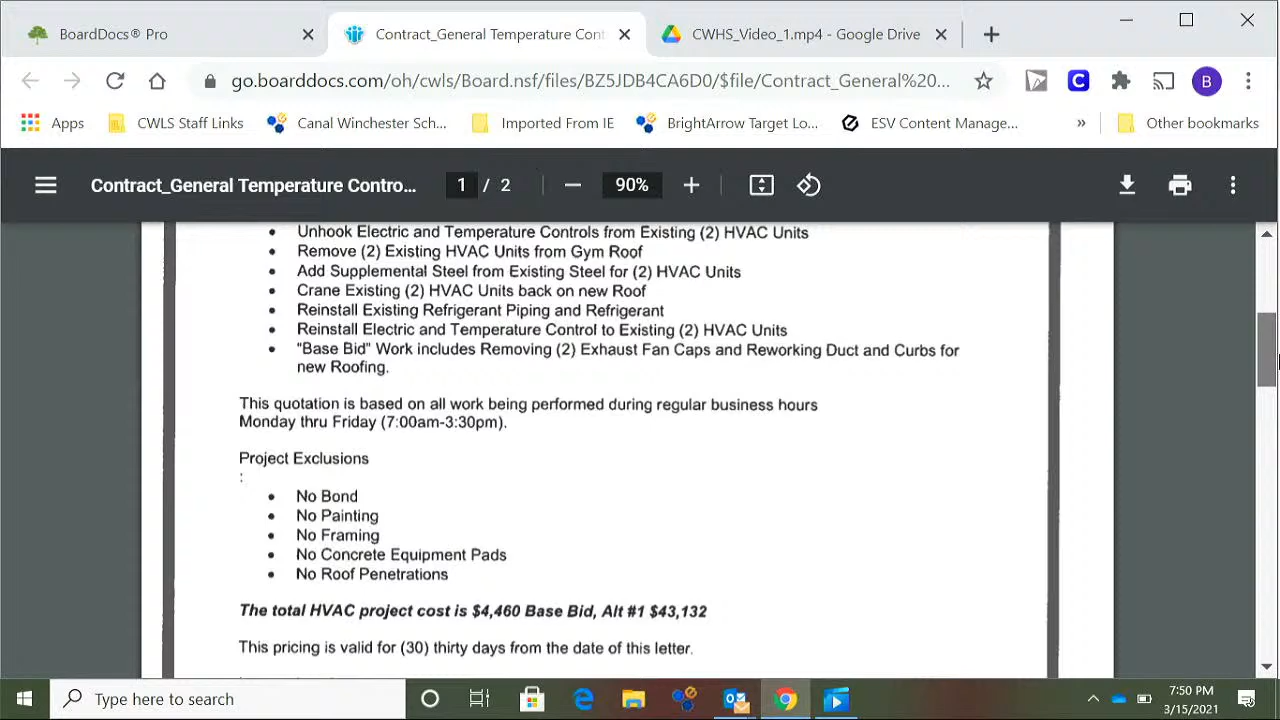 BoardDocs® Pro
Contract_General Temperature Cont
CWHS_Video_1.mp4 - Google Drive
go.boarddocs.com/oh/cwls/Board.nsf/files/BZ5JDB4CA6D0/$file/Contract_General%20...
B
Apps
CWLS Staff Links
Canal Winchester Sch...
Imported From IE
BrightArrow Target Lo...
ESV Content Manage...
»
Other bookmarks
Contract_General Temperature Contro...
1 / 2
90%
• Unhook Electric and Temperature Controls from Existing (2) HVAC Units
• Remove (2) Existing HVAC Units from Gym Roof
• Add Supplemental Steel from Existing Steel for (2) HVAC Units
• Crane Existing (2) HVAC Units back on new Roof
• Reinstall Existing Refrigerant Piping and Refrigerant
• Reinstall Electric and Temperature Control to Existing (2) HVAC Units
• "Base Bid" Work includes Removing (2) Exhaust Fan Caps and Reworking Duct and Curbs for
new Roofing.
This quotation is based on all work being performed during regular business hours
Monday thru Friday (7:00am-3:30pm).
Project Exclusions
:
• No Bond
• No Painting
• No Framing
• No Concrete Equipment Pads
• No Roof Penetrations
The total HVAC project cost is $4,460 Base Bid, Alt #1 $43,132
This pricing is valid for (30) thirty days from the date of this letter.
Type here to search
7:50 PM
3/15/2021